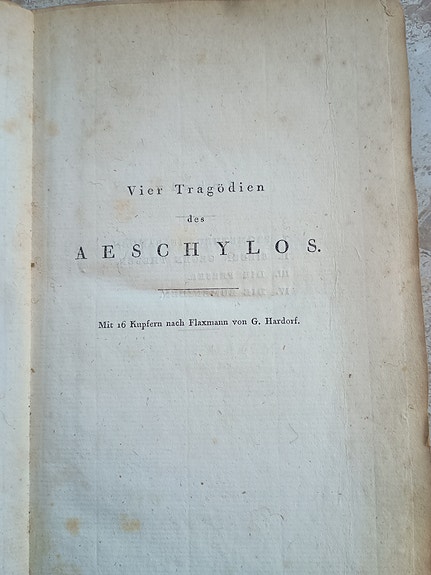 Vier Tragödien
des
AESCHYLOS.
Mit 16 Kupfern nach Flaxmann von G. Hardorf.